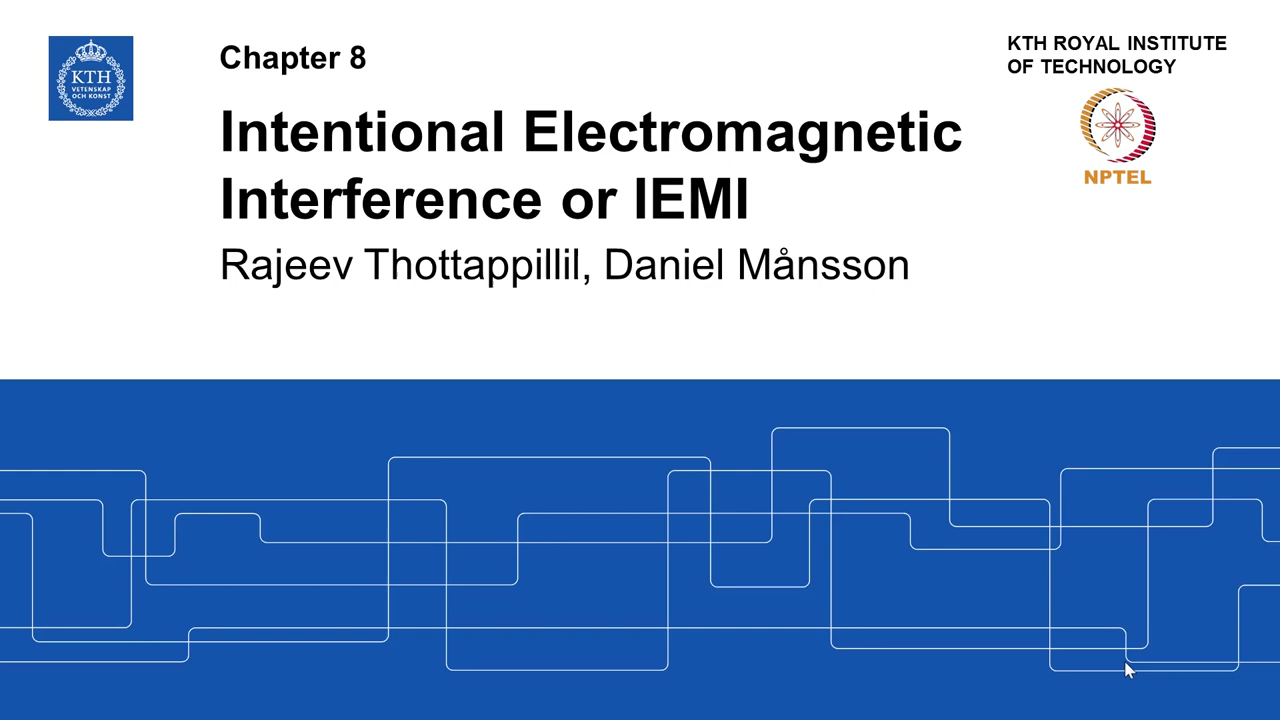 KTH
VETENSKAP
OCH KONST
Chapter 8
KTH ROYAL INSTITUTE
OF TECHNOLOGY
NPTEL
Intentional Electromagnetic
Interference or IEMI
Rajeev Thottappillil, Daniel Månsson